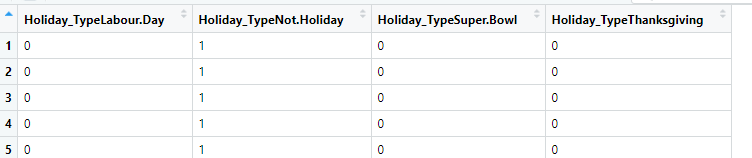 Holiday_TypeLabour.Day Holiday_TypeNot.Holiday Holiday_TypeSuper.Bowl Holiday_TypeThanksgiving
1 0 1 0 0
2 0 1 0 0
3 0 1 0 0
4 0 1 0 0
5 0 1 0 0